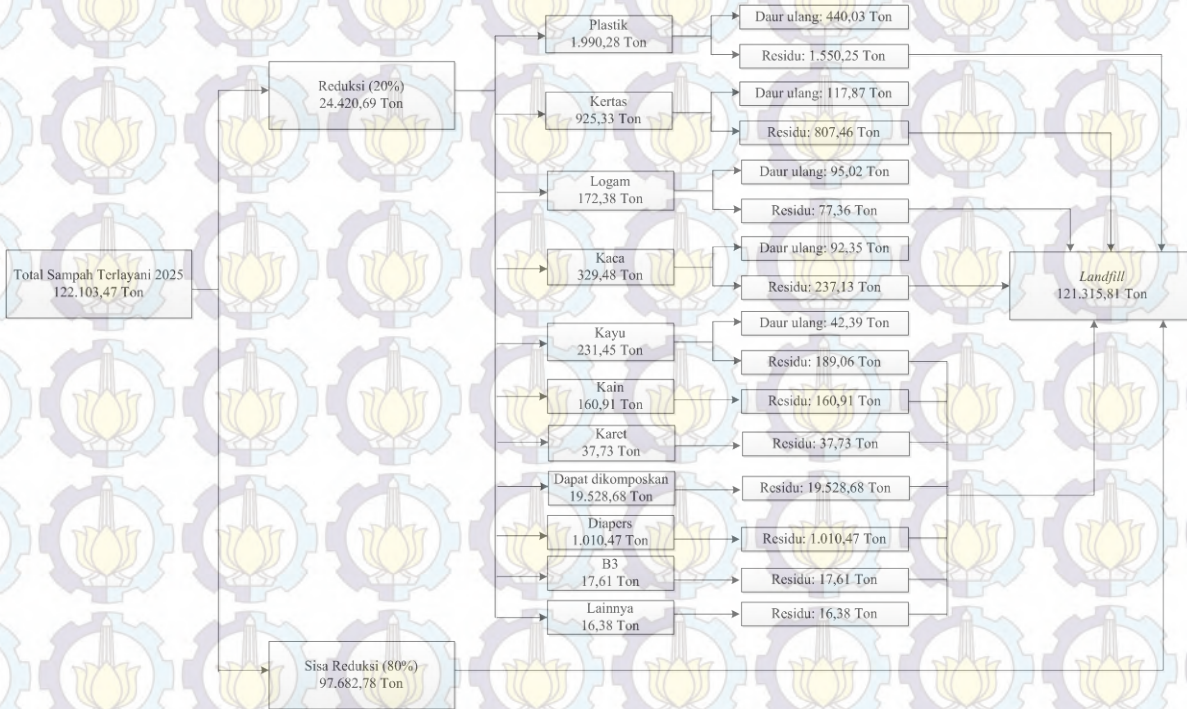 Total Sampah Terlayani 2025
122.103,47 Ton
Reduksi (20%)
24.420,69 Ton
Sisa Reduksi (80%)
97.682,78 Ton
Plastik
1.990,28 Ton
Daur ulang: 440,03 Ton
Residu: 1.550,25 Ton
Kertas
925,33 Ton
Daur ulang: 117,87 Ton
Residu: 807,46 Ton
Logam
172,38 Ton
Daur ulang: 95,02 Ton
Residu: 77,36 Ton
Kaca
329,48 Ton
Daur ulang: 92,35 Ton
Residu: 237,13 Ton
Kayu
231,45 Ton
Daur ulang: 42,39 Ton
Residu: 189,06 Ton
Kain
160,91 Ton
Residu: 160,91 Ton
Karet
37,73 Ton
Residu: 37,73 Ton
Dapat dikomposkan
19.528,68 Ton
Residu: 19.528,68 Ton
Diapers
1.010,47 Ton
Residu: 1.010,47 Ton
B3
17,61 Ton
Residu: 17,61 Ton
Lainnya
16,38 Ton
Residu: 16,38 Ton
Landfill
121.315,81 Ton